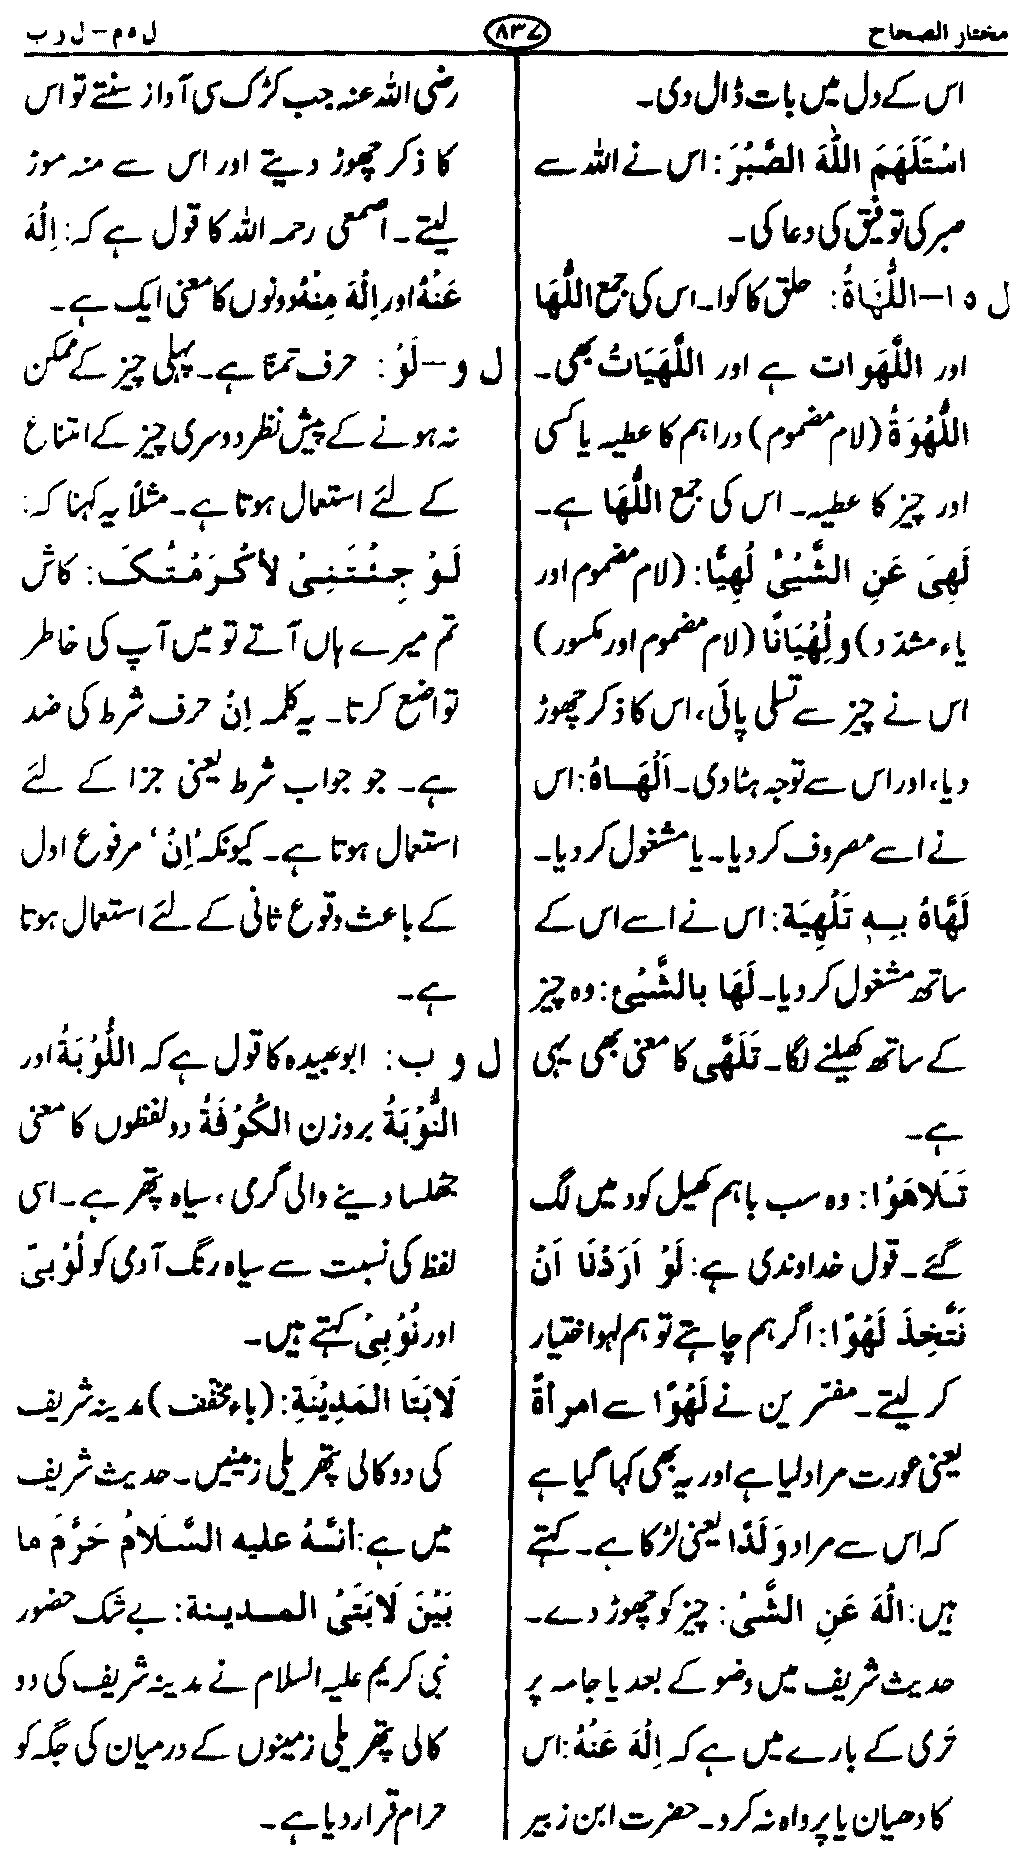 مختار الصحاح
۸۳۷
ل ہ م – ل و ب
اس کے دل میں بات ڈال دی۔
اسْتَلَهَمَ اللّٰهَ الصَّبْرَ: اس نے اللہ سے
صبر کی توفیق کی دعا کی۔
ل ہ ا – اللَّهَاةُ: حلق کا کوا۔ اس کی جمع اللَّهَا
اور اللَّهَوات ہے اور اللَّهَيَاتُ بھی۔
اللُّهْوَةُ (لام مضموم) دراہم کا عطیہ یا کسی
اور چیز کا عطیہ۔ اس کی جمع اللُّهَا ہے۔
لَهِىَ عَنِ الشَّيْئِ لُهِيًّا: (لام مضموم اور
یاء مشدّد) و لُهْيَانًا (لام مضموم اور مکسور)
اس نے چیز سے تسلی پائی، اس کا ذکر چھوڑ
دیا، اور اس سے توجہ ہٹا دی۔ اَلْهَاهُ: اس
نے اسے مصروف کر دیا۔ یا مشغول کر دیا۔
لَهَّاهُ بِهٖ تَلْهِيَة: اس نے اسے اس کے
ساتھ مشغول کر دیا۔ لَهَا بالشَّيْئِ: وہ چیز
کے ساتھ کھیلنے لگا۔ تَلَهَّى کا معنی بھی یہی
ہے۔
تَلَاهَوْا: وہ سب باہم کھیل کود میں لگ
گئے۔ قول خداوندی ہے: لَوْ اَرَدْنَا اَنْ
نَتَّخِذَ لَهْوًا: اگر ہم چاہتے تو ہم لہو اختیار
کر لیتے۔ مفسّرین نے لَهْوًا سے امرأةً
یعنی عورت مراد لیا ہے اور یہ بھی کہا گیا ہے
کہ اس سے مراد وَلَدًا یعنی لڑکا ہے۔ کہتے
ہیں: الْهَ عَنِ الشَّىْ: چیز کو چھوڑ دے۔
حدیث شریف میں وضو کے بعد یا جامہ پر
تری کے بارے میں ہے کہ اِلْهَ عَنْهُ: اس
کا دھیان یا پرواہ نہ کرو۔ حضرت ابن زبیر
رضی اللہ عنہ جب کڑک سی آواز سنتے تو اس
کا ذکر چھوڑ دیتے اور اس سے منہ موڑ
لیتے۔ اصمعی رحمہ اللہ کا قول ہے کہ: اِلْهَ
عَنْهُ اور اِلْهَ مِنْهُ دونوں کا معنی ایک ہے۔
ل و – لَوْ: حرف تمنّا ہے۔ پہلی چیز کے ممکن
نہ ہونے کے پیش نظر دوسری چیز کے امتناع
کے لئے استعمال ہوتا ہے۔ مثلاً یہ کہنا کہ:
لَوْ جِئْتَنِىْ لأكْرَمْتُكَ: کاش
تم میرے ہاں آتے تو میں آپ کی خاطر
تواضع کرتا۔ یہ کلمہ اِنْ حرف شرط کی ضد
ہے۔ جو جواب شرط یعنی جزا کے لئے
استعمال ہوتا ہے۔ کیونکہ ’اِنْ‘ مرفوع اول
کے باعث وقوع ثانی کے لئے استعمال ہوتا
ہے۔
ل و ب: ابو عبیدہ کا قول ہے کہ اللُّوْبَةُ اور
النُّوْبَةُ بروزن الكُوْفَةُ دو لفظوں کا معنی
جھلسا دینے والی گرمی، سیاہ پتھر ہے۔ اسی
لفظ کی نسبت سے سیاہ رنگ آدمی کو لُوْبىّ
اور نُوْبىْ کہتے ہیں۔
لَابَتَا المَدِيْنَةِ: (باء مخفّف) مدینہ شریف
کی دو کالی پتھریلی زمینیں۔ حدیث شریف
میں ہے: اَنَّهُ عليه السَّلَامُ حَرَّمَ ما
بَيْنَ لَابَتَىِ المدينة: بے شک حضور
نبی کریم علیہ السلام نے مدینہ شریف کی دو
کالی پتھریلی زمینوں کے درمیان کی جگہ کو
حرام قرار دیا ہے۔